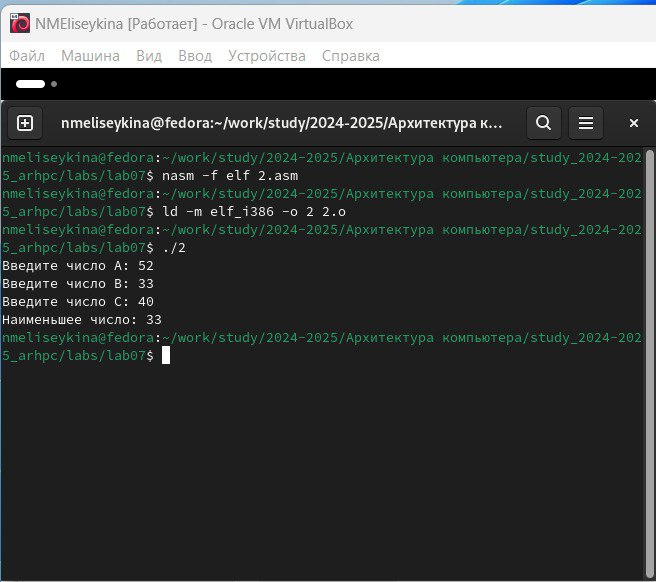 NMEliseykina [Работает] - Oracle VM VirtualBox
Файл Машина Вид Ввод Устройства Справка
nmeliseykina@fedora:~/work/study/2024-2025/Архитектура к...
nmeliseykina@fedora:~/work/study/2024-2025/Архитектура компьютера/study_2024-202
5_arhpc/labs/lab07$ nasm -f elf 2.asm
nmeliseykina@fedora:~/work/study/2024-2025/Архитектура компьютера/study_2024-202
5_arhpc/labs/lab07$ ld -m elf_i386 -o 2 2.o
nmeliseykina@fedora:~/work/study/2024-2025/Архитектура компьютера/study_2024-202
5_arhpc/labs/lab07$ ./2
Введите число A: 52
Введите число B: 33
Введите число C: 40
Наименьшее число: 33
nmeliseykina@fedora:~/work/study/2024-2025/Архитектура компьютера/study_2024-202
5_arhpc/labs/lab07$